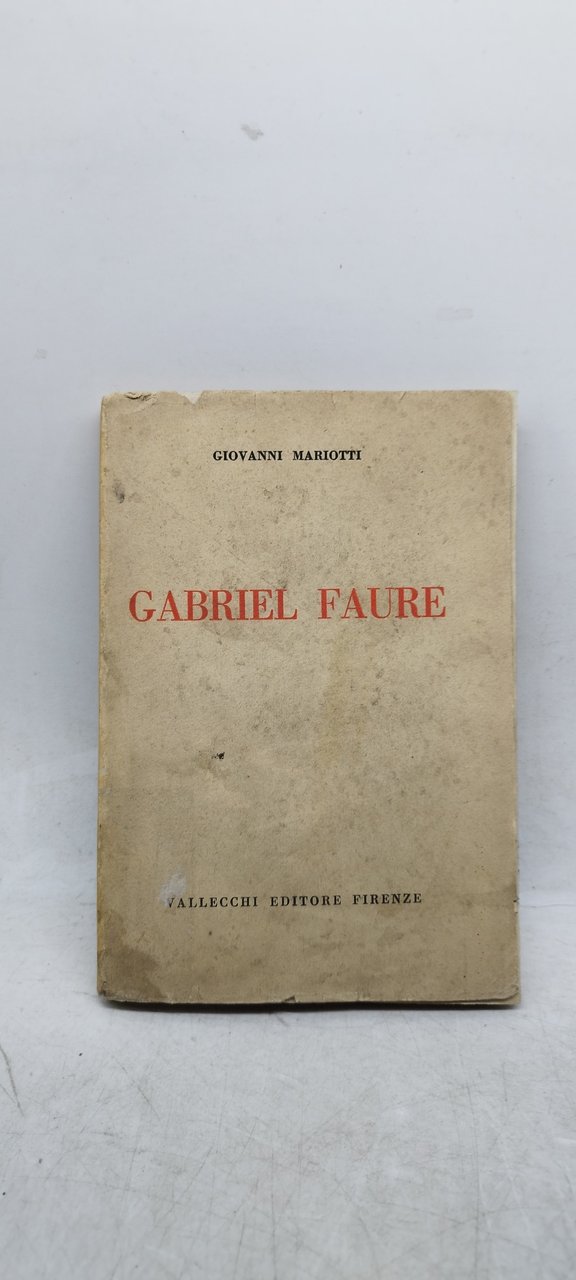 GIOVANNI MARIOTTI
GABRIEL FAURE
VALLECCHI EDITORE FIRENZE